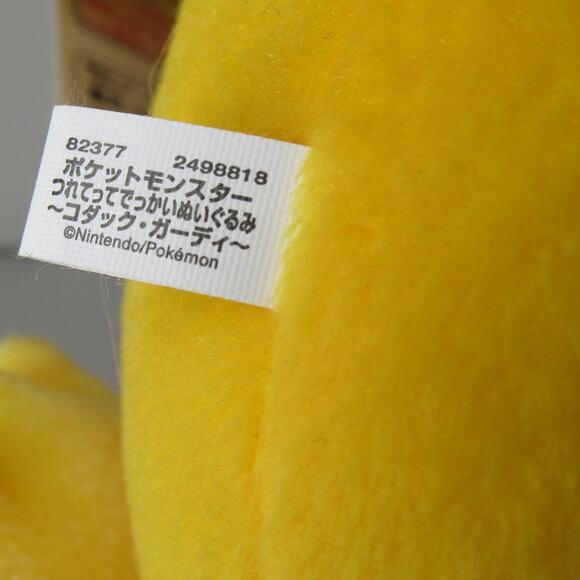 82377 2498818
ポケットモンスター
つれてってでっかいぬいぐるみ
～コダック・ガーディ～
©Nintendo/Pokémon